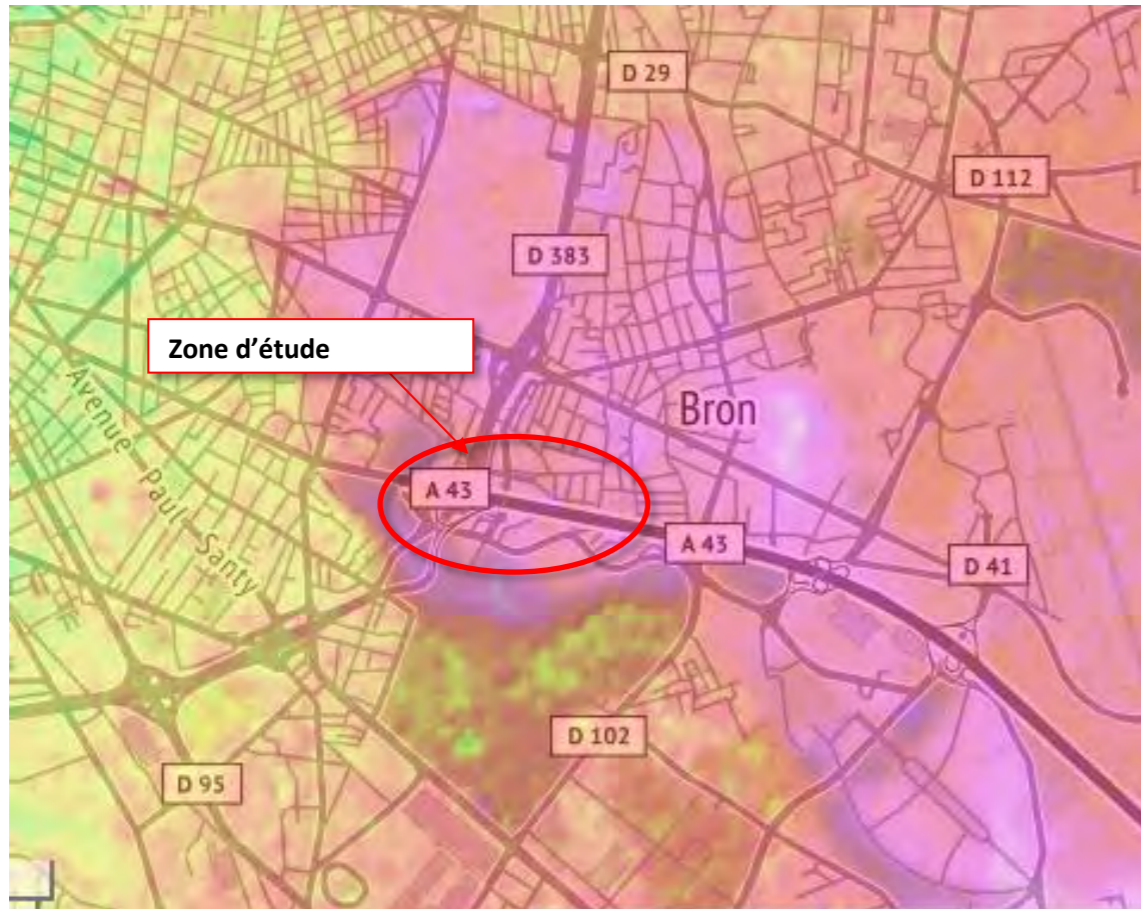 D 29
D 112
D 383
Zone d’étude
Avenue Paul Santy
Bron
A 43
A 43
D 41
D 102
D 95